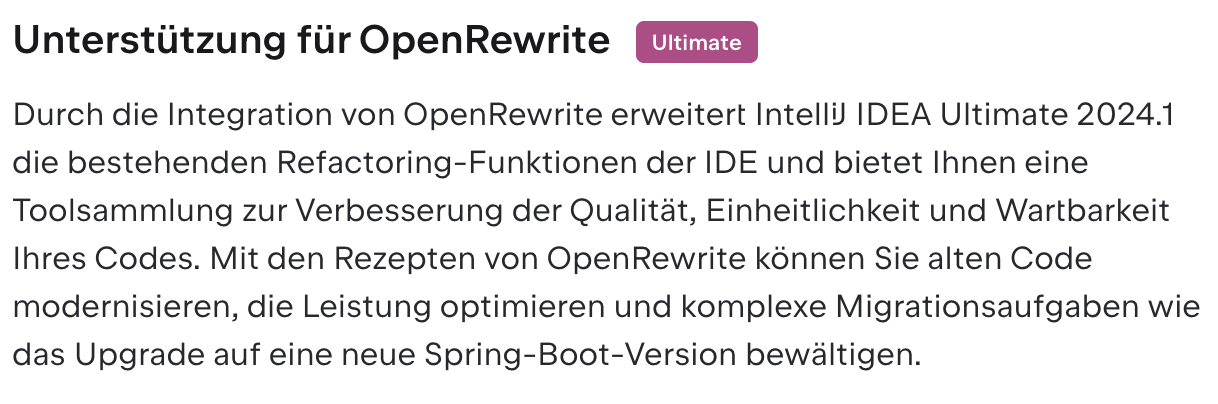 Unterstützung für OpenRewrite Ultimate
Durch die Integration von OpenRewrite erweitert IntelliJ IDEA Ultimate 2024.1
die bestehenden Refactoring-Funktionen der IDE und bietet Ihnen eine
Toolsammlung zur Verbesserung der Qualität, Einheitlichkeit und Wartbarkeit
Ihres Codes. Mit den Rezepten von OpenRewrite können Sie alten Code
modernisieren, die Leistung optimieren und komplexe Migrationsaufgaben wie
das Upgrade auf eine neue Spring-Boot-Version bewältigen.